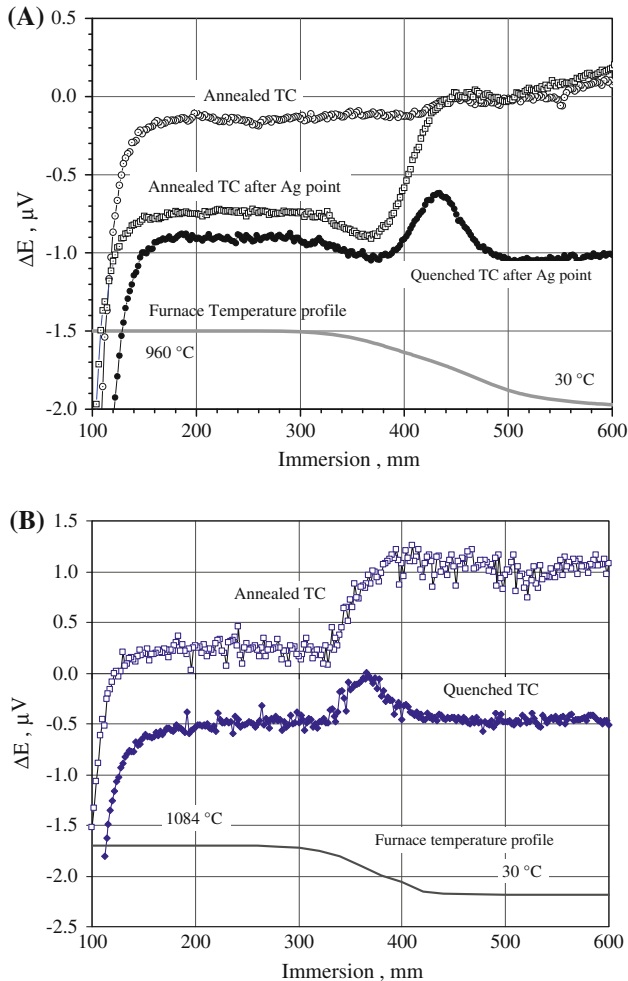 (A)
0.5
0.0
-0.5
-1.0
-1.5
-2.0
ΔE , µV
Annealed TC
Annealed TC after Ag point
Quenched TC after Ag point
Furnace Temperature profile
960 °C
30 °C
100 200 300 400 500 600
Immersion , mm
(B)
1.5
1.0
0.5
0.0
-0.5
-1.0
-1.5
-2.0
-2.5
ΔE , µV
Annealed TC
Quenched TC
1084 °C
Furnace temperature profile
30 °C
100 200 300 400 500 600
Immersion , mm